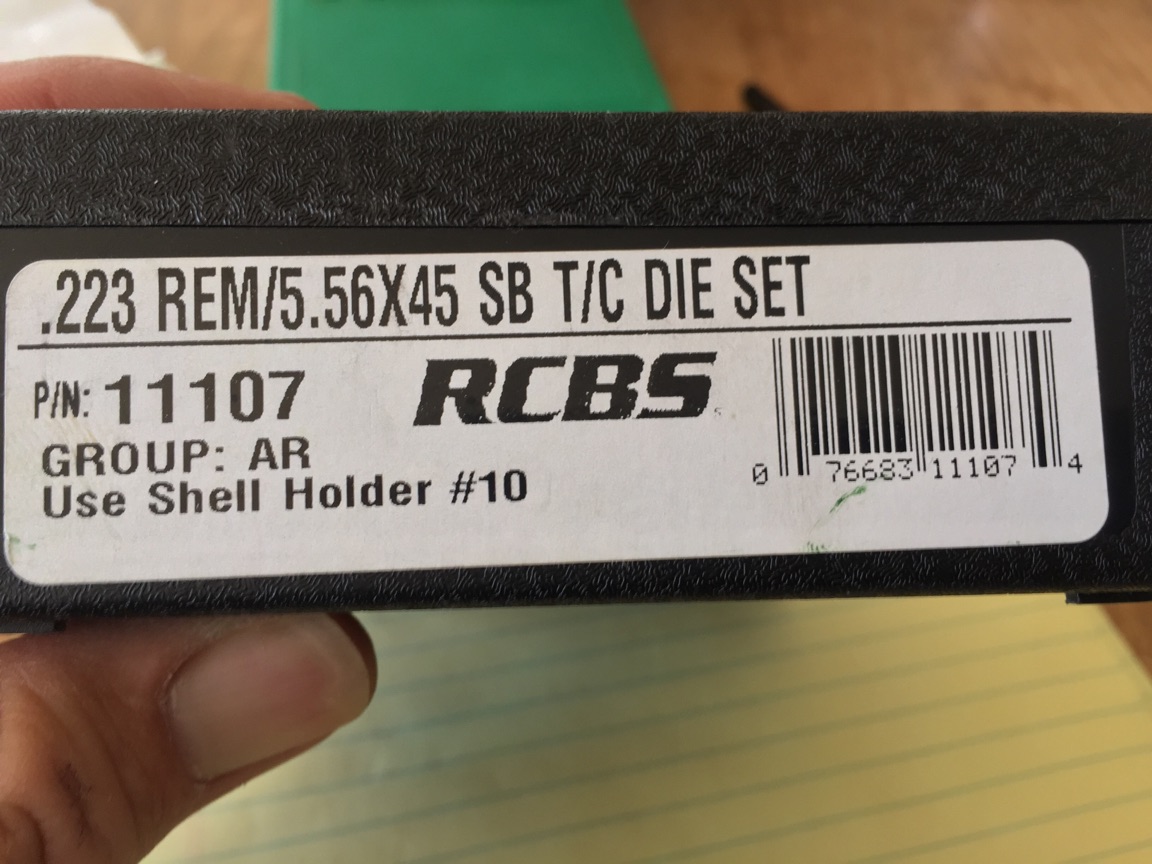 .223 REM/5.56X45 SB T/C DIE SET
P/N: 11107
RCBS
GROUP: AR
Use Shell Holder #10
0 76683 11107 4